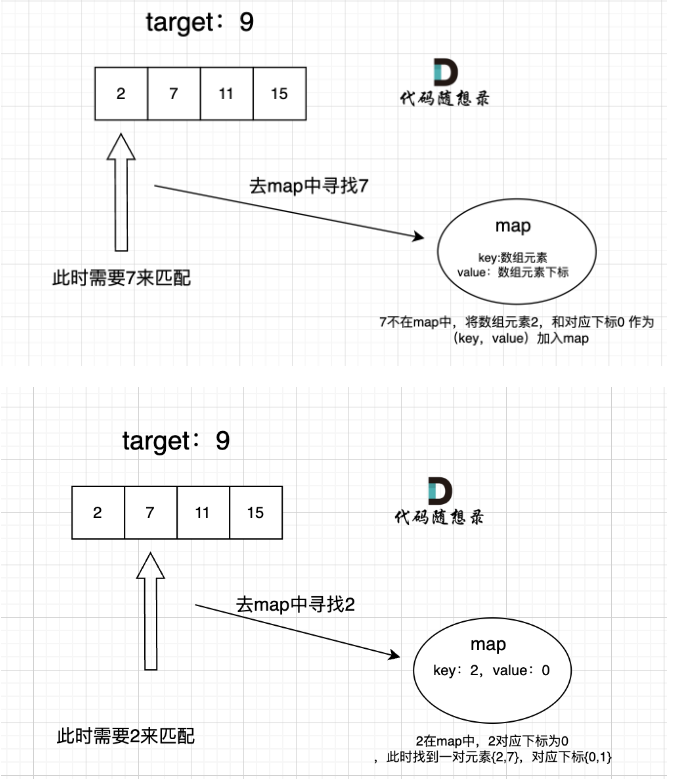 target：9
2 7 11 15
代码随想录
去map中寻找7
map
key:数组元素
value：数组元素下标
此时需要7来匹配
7不在map中，将数组元素2，和对应下标0 作为
（key，value）加入map
target：9
2 7 11 15
代码随想录
去map中寻找2
map
key：2，value：0
此时需要2来匹配
2在map中，2对应下标为0
，此时找到一对元素{2,7}，对应下标{0,1}